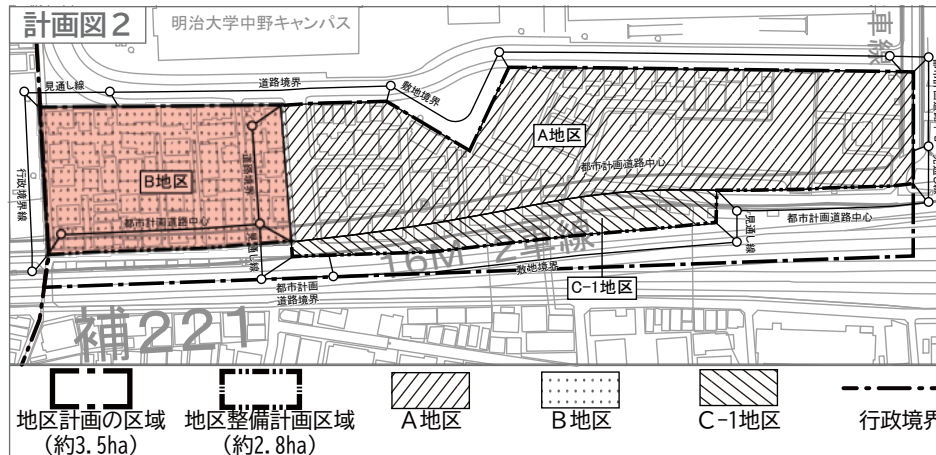 計画図2
明治大学中野キャンパス
車線
見通し線
道路境界
敷地境界
A地区
都市計画道路中心
行政境界線
B地区
道路境界
都市計画道路中心
見通し線
都市計画
道路境界
16M 2車線
敷地境界
C-1地区
見通し線
都市計画道路中心
補221
地区計画の区域
(約3.5ha)
地区整備計画区域
(約2.8ha)
A地区
B地区
C-1地区
行政境界